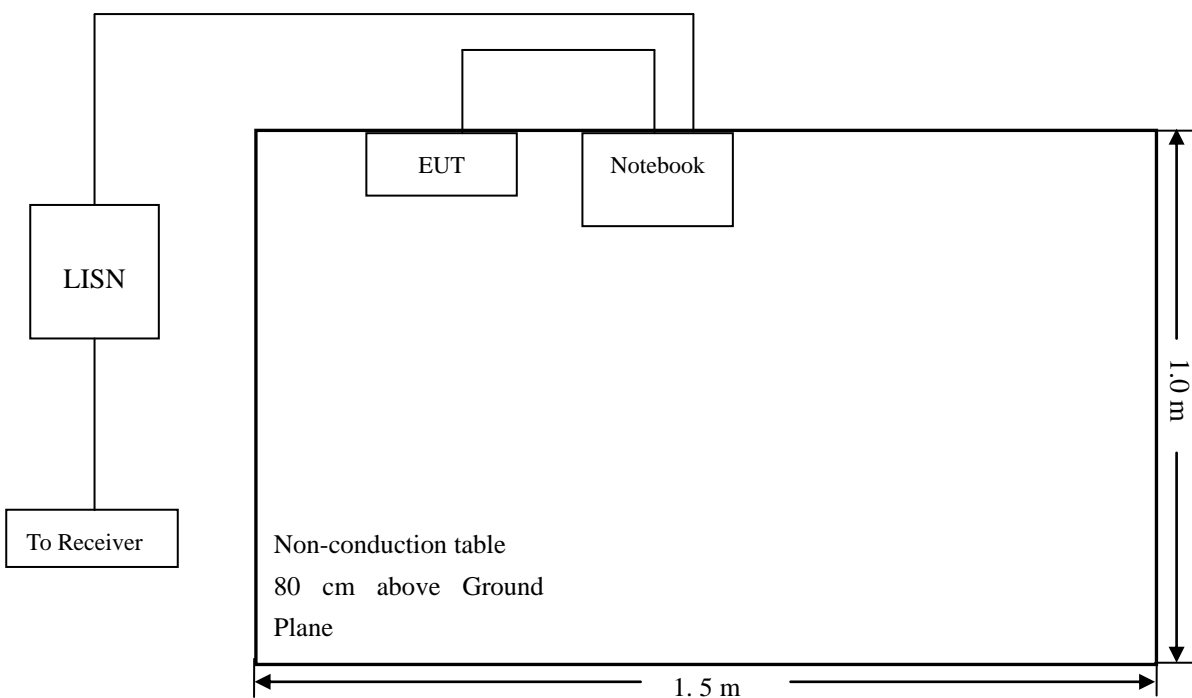 EUT
Notebook
LISN
1.0 m
To Receiver
Non-conduction table
80 cm above Ground
Plane
1. 5 m